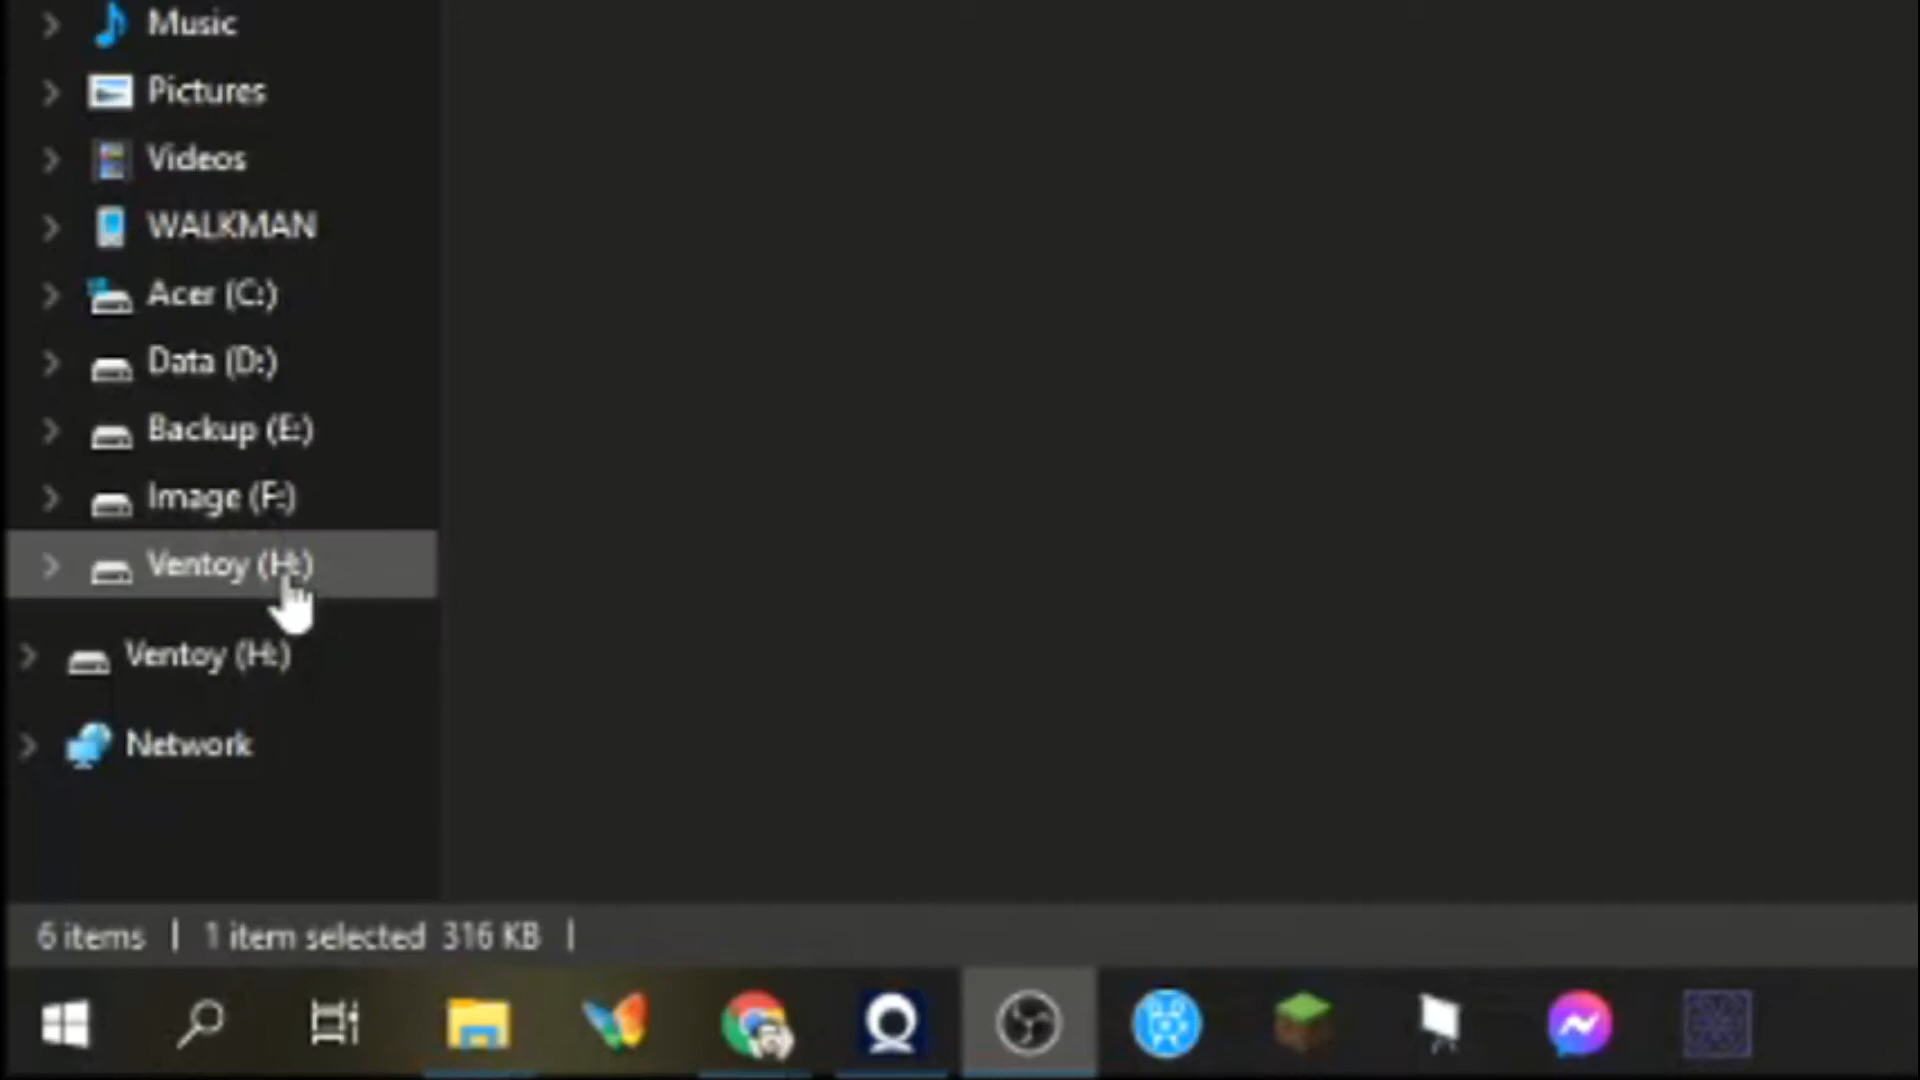 Music
Pictures
Videos
WALKMAN
Acer (C:)
Data (D:)
Backup (E:)
Image (F:)
Ventoy (H:)
Ventoy (H:)
Network
6 items | 1 item selected 316 KB |